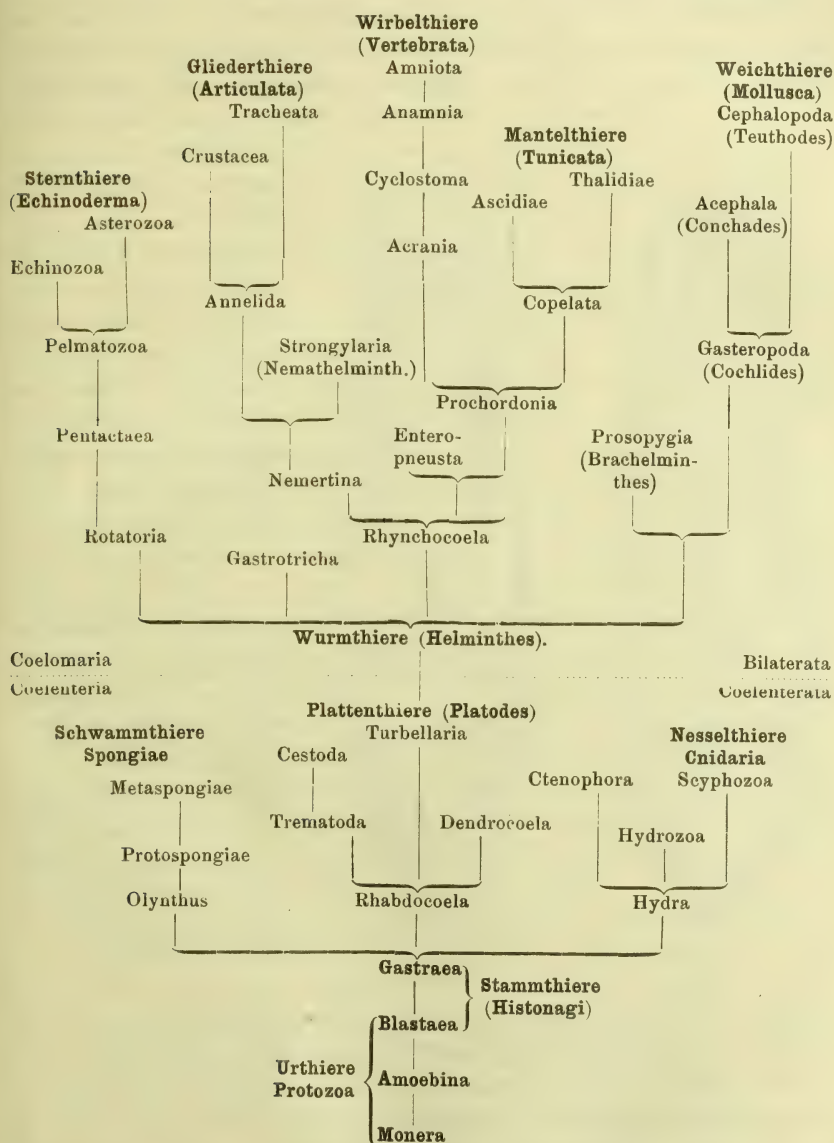 Wirbelthiere
(Vertebrata)
Amniota
Anamnia
Cyclostoma
Acrania
Gliederthiere
(Articulata)
Tracheata
Crustacea
Annelida
Weichthiere
(Mollusca)
Cephalopoda
(Teuthodes)
Acephala
(Conchades)
Gasteropoda
(Cochlides)
Mantelthiere
(Tunicata)
Thalidiae
Ascidiae
Copelata
Sternthiere
(Echinoderma)
Asterozoa
Echinozoa
Pelmatozoa
Pentactaea
Rotatoria
Strongylaria
(Nemathelminth.)
Prochordonia
Entero-
pneusta
Nemertina
Prosopygia
(Brachelmin-
thes)
Rhynchocoela
Gastrotricha
Wurmthiere (Helminthes).
Coelomaria
Bilaterata
Coelenteria
Coelenterata
Plattenthiere (Platodes)
Turbellaria
Cestoda
Trematoda
Dendrocoela
Rhabdocoela
Schwammthiere
Spongiae
Metaspongiae
Protospongiae
Olynthus
Nesselthiere
Cnidaria
Scyphozoa
Ctenophora
Hydrozoa
Hydra
Gastraea
Stammthiere
(Histonagi)
Blastaea
Urthiere
Protozoa
Amoebina
Monera